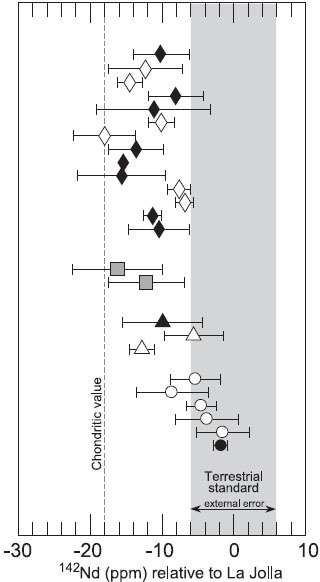 Chondritic value
Terrestrial
standard
external error
-30 -20 -10 0 10
¹⁴²Nd (ppm) relative to La Jolla